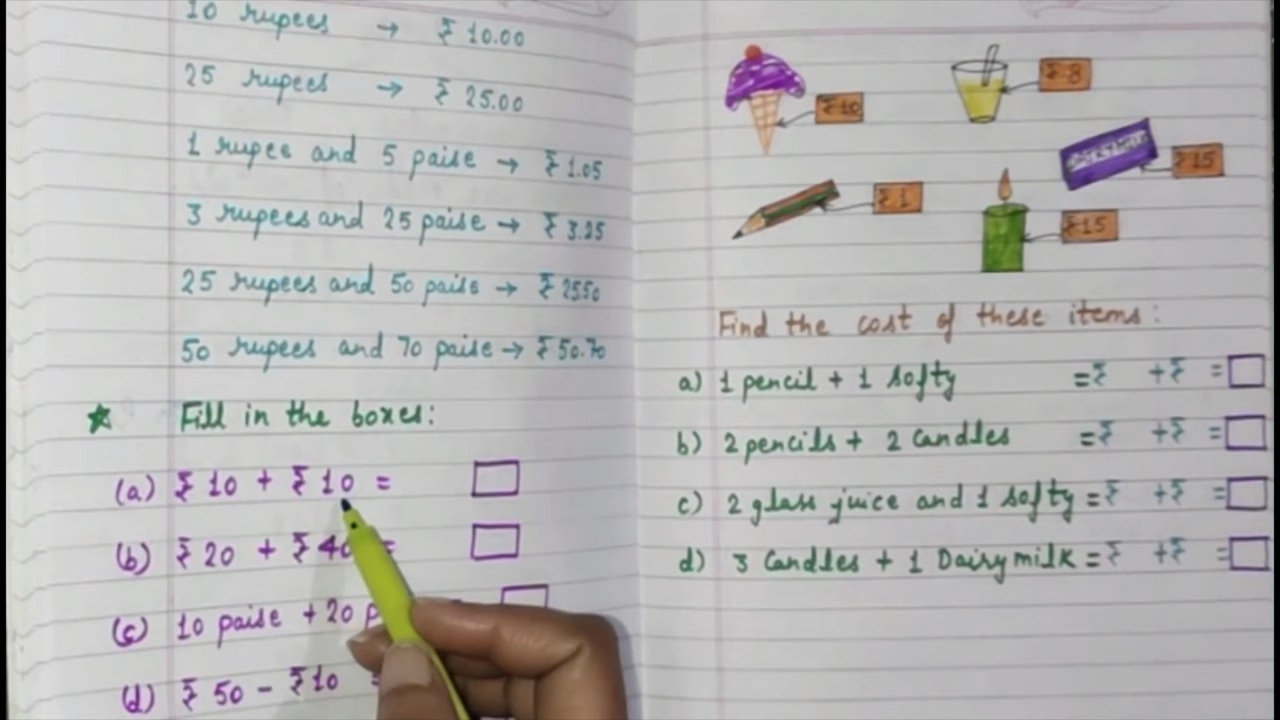 10 rupees → ₹ 10.00
25 rupees → ₹ 25.00
1 rupee and 5 paise → ₹ 1.05
3 rupees and 25 paise → ₹ 3.25
25 rupees and 50 paise → ₹ 25.50
50 rupees and 70 paise → ₹ 50.70
Fill in the boxes:
(a) ₹ 10 + ₹ 10 =
(b) ₹ 20 + ₹ 40 =
(c) 10 paise + 20
(d) ₹ 50 - ₹ 10 =
₹ 10
₹ 8
₹ 15
₹ 1
₹ 15
Find the cost of these items:
a) 1 pencil + 1 softy = ₹ + ₹ =
b) 2 pencils + 2 candles = ₹ + ₹ =
c) 2 glass juice and 1 softy = ₹ + ₹ =
d) 3 Candles + 1 Dairymilk = ₹ + ₹ =